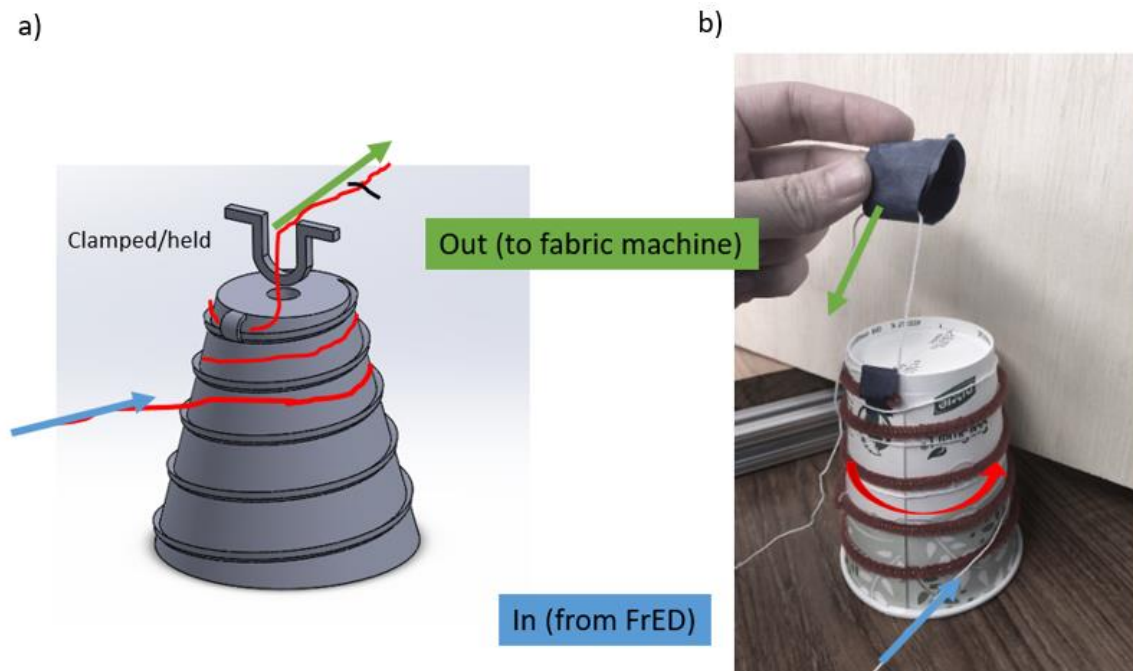 a)
b)
Clamped/held
Out (to fabric machine)
In (from FrED)